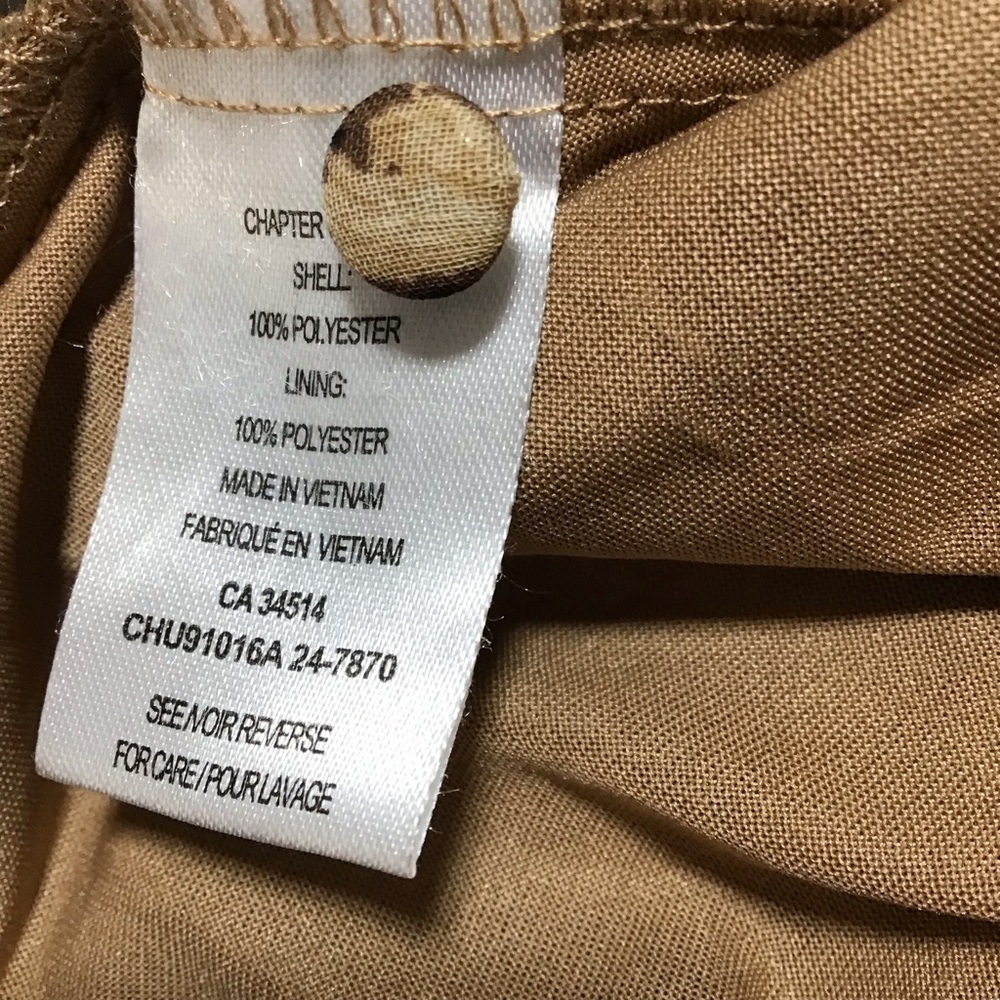 CHAPTER
SHELL:
100% POLYESTER
LINING:
100% POLYESTER
MADE IN VIETNAM
FABRIQUÉ EN VIETNAM
CA 34514
CHU91016A 24-7870
SEE/VOIR REVERSE
FOR CARE/POUR LAVAGE